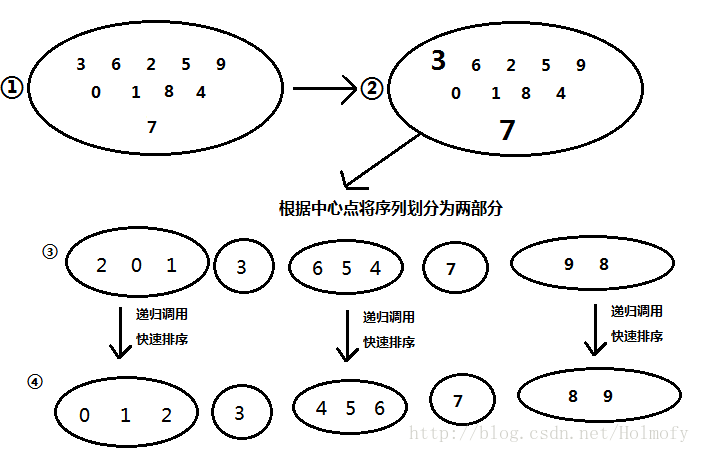 ① 3 6 2 5 9
0 1 8 4
7
② 3 6 2 5 9
0 1 8 4
7
根据中心点将序列划分为两部分
③ 2 0 1 3 6 5 4 7 9 8
递归调用
快速排序
递归调用
快速排序
递归调用
快速排序
④ 0 1 2 3 4 5 6 7 8 9
http://blog.csdn.net/Holmofy